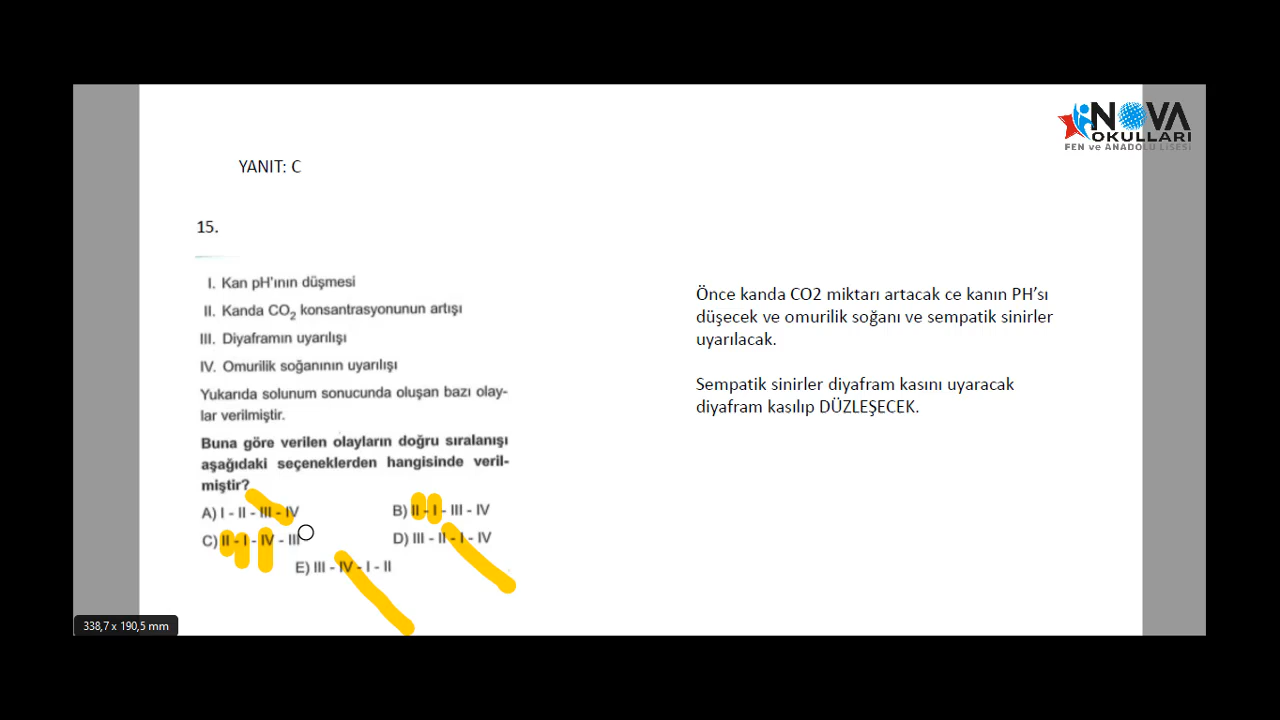 NOVA
OKULLARI
FEN ve ANADOLU LİSESİ
YANIT: C
15.
I. Kan pH'ının düşmesi
II. Kanda CO2 konsantrasyonunun artışı
III. Diyaframın uyarılışı
IV. Omurilik soğanının uyarılışı
Yukarıda solunum sonucunda oluşan bazı olay-
lar verilmiştir.
Buna göre verilen olayların doğru sıralanışı
aşağıdaki seçeneklerden hangisinde veril-
miştir?
A) I - II - III - IV
B) II - I - III - IV
C) II - I - IV - III
D) III - II - I - IV
E) III - IV - I - II
Önce kanda CO2 miktarı artacak ce kanın PH'sı
düşecek ve omurilik soğanı ve sempatik sinirler
uyarılacak.
Sempatik sinirler diyafram kasını uyaracak
diyafram kasılıp DÜZLEŞECEK.
338,7 x 190,5 mm